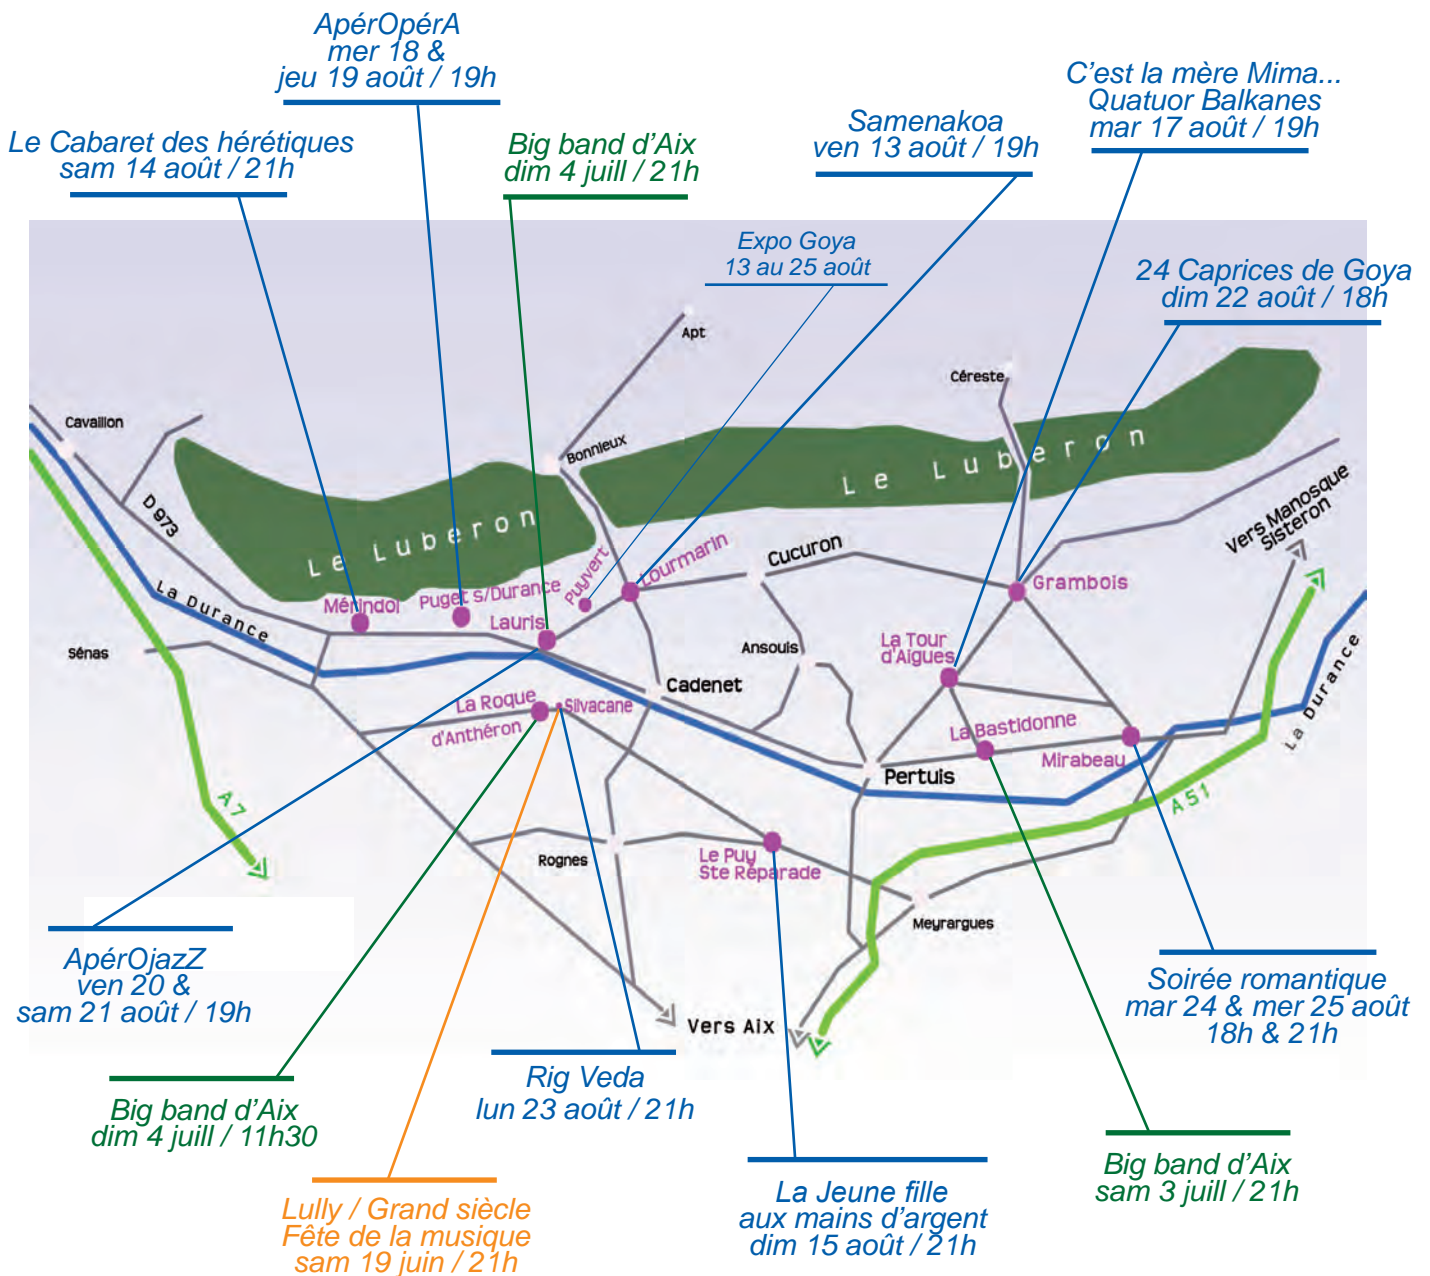 ApérOpérA
mer 18 &
jeu 19 août / 19h
C'est la mère Mima...
Quatuor Balkanes
mar 17 août / 19h
Le Cabaret des hérétiques
sam 14 août / 21h
Big band d'Aix
dim 4 juill / 21h
Samenakoa
ven 13 août / 19h
Expo Goya
13 au 25 août
24 Caprices de Goya
dim 22 août / 18h
Apt
Céreste
Cavaillon
Bonnieux
Le Luberon
Le Luberon
D 973
Vers Manosque
Sisteron
La Durance
Mérindol
Puget s/Durance
Puyvert
Lourmarin
Cucuron
Grambois
Lauris
Sénas
Ansouis
La Tour
d'Aigues
Cadenet
La Roque
d'Anthéron
Silvacane
La Bastidonne
Mirabeau
La Durance
Pertuis
A 7
A 51
Rognes
Le Puy
Ste Réparade
Meyrargues
Vers Aix
ApérOjazZ
ven 20 &
sam 21 août / 19h
Soirée romantique
mar 24 & mer 25 août
18h & 21h
Rig Veda
lun 23 août / 21h
Big band d'Aix
dim 4 juill / 11h30
Big band d'Aix
sam 3 juill / 21h
La Jeune fille
aux mains d'argent
dim 15 août / 21h
Lully / Grand siècle
Fête de la musique
sam 19 juin / 21h